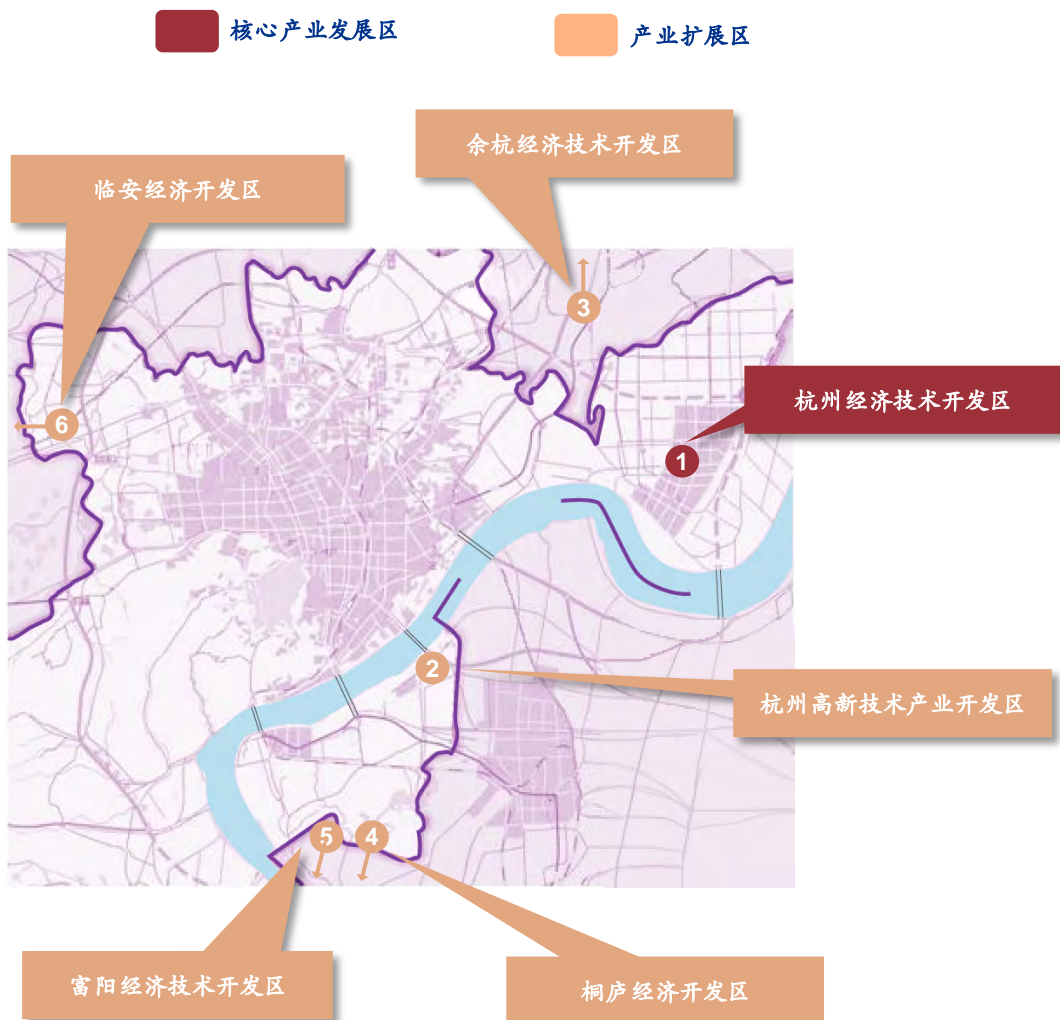 核心产业发展区
产业扩展区
余杭经济技术开发区
临安经济开发区
3
杭州经济技术开发区
6
1
2
杭州高新技术产业开发区
5
4
富阳经济技术开发区
桐庐经济开发区